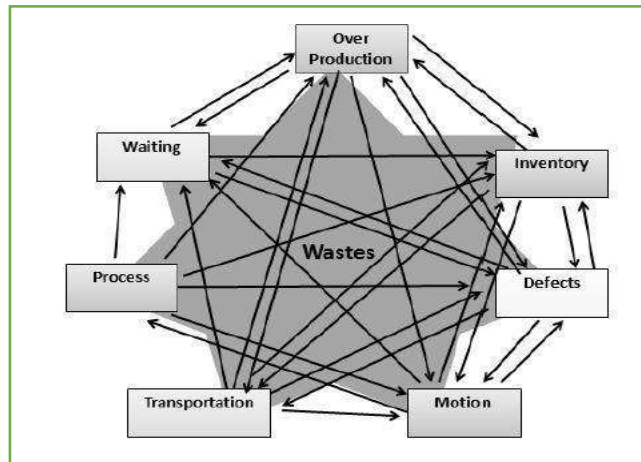 Over
Production
Waiting
Inventory
Wastes
Process
Defects
Transportation
Motion